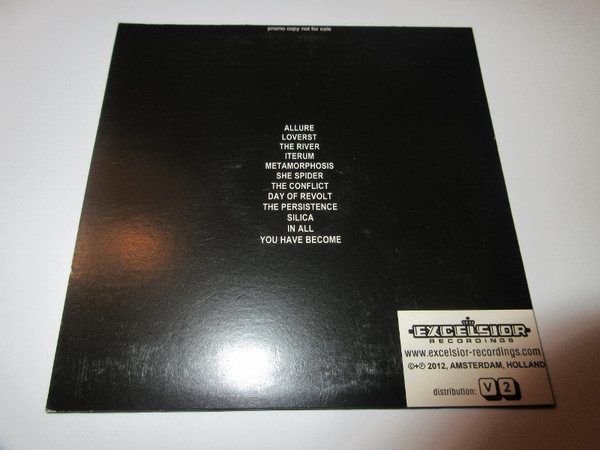 promo copy not for sale
ALLURE
LOVERST
THE RIVER
ITERUM
METAMORPHOSIS
SHE SPIDER
THE CONFLICT
DAY OF REVOLT
THE PERSISTENCE
SILICA
IN ALL
YOU HAVE BECOME
EXCELSIOR
RECORDINGS
www.excelsior-recordings.com
©+℗ 2012, AMSTERDAM, HOLLAND
distribution: V2